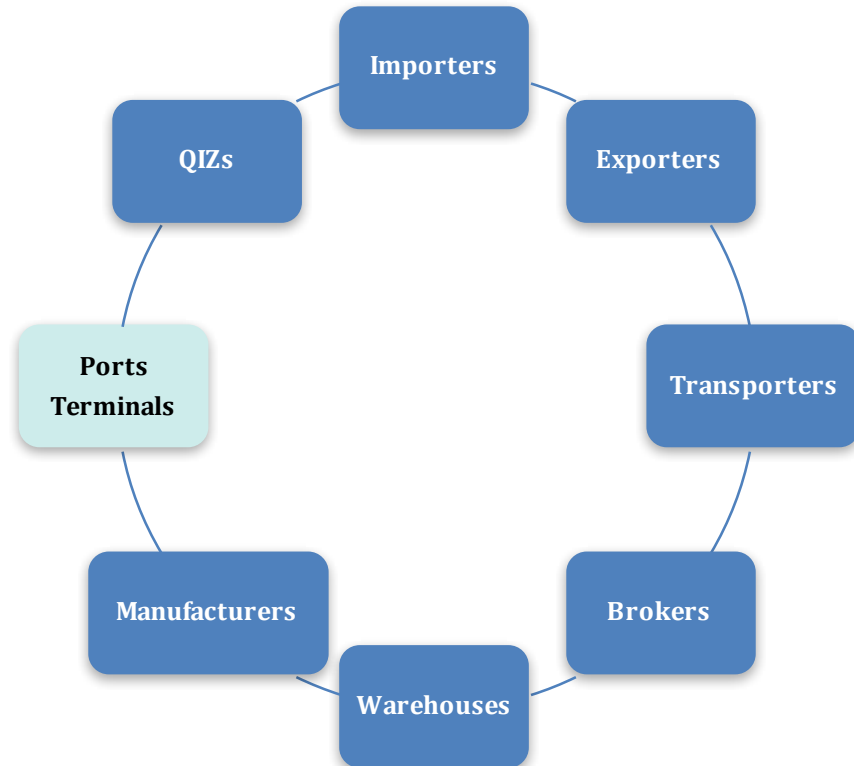 Importers
Exporters
Transporters
Brokers
Warehouses
Manufacturers
Ports
Terminals
QIZs